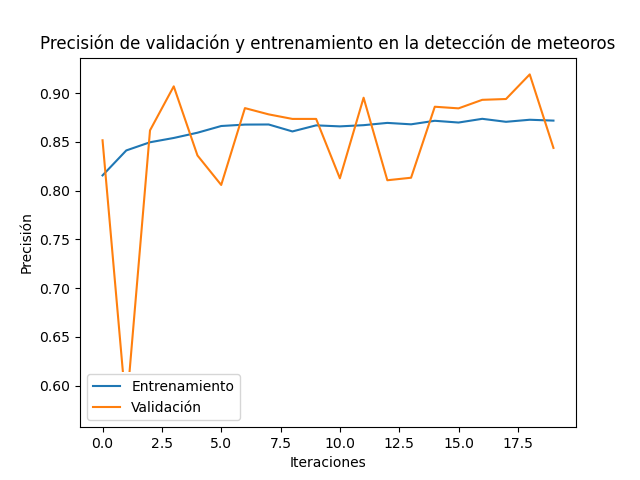 Precisión de validación y entrenamiento en la detección de meteoros
Precisión
0.90
0.85
0.80
0.75
0.70
0.65
0.60
Entrenamiento
Validación
0.0 2.5 5.0 7.5 10.0 12.5 15.0 17.5
Iteraciones